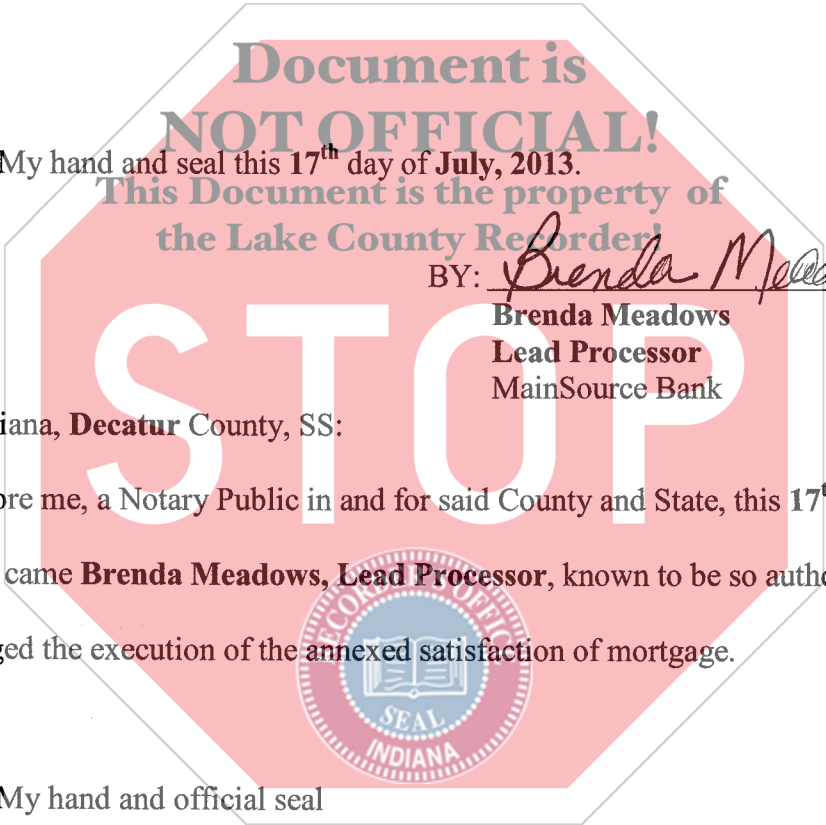 Document is
NOT OFFICIAL!
My hand and seal this 17th day of July, 2013.
This Document is the property of
the Lake County Recorder!
BY: Brenda
Brenda Meadows
Lead Processor
MainSource Bank
STOP
iana, Decatur County, SS:
ore me, a Notary Public in and for said County and State, this 17
came Brenda Meadows, Lead Processor, known to be so autho
ged the execution of the annexed satisfaction of mortgage.
RECORDER'S OFFICE
SEAL
INDIANA
My hand and official seal